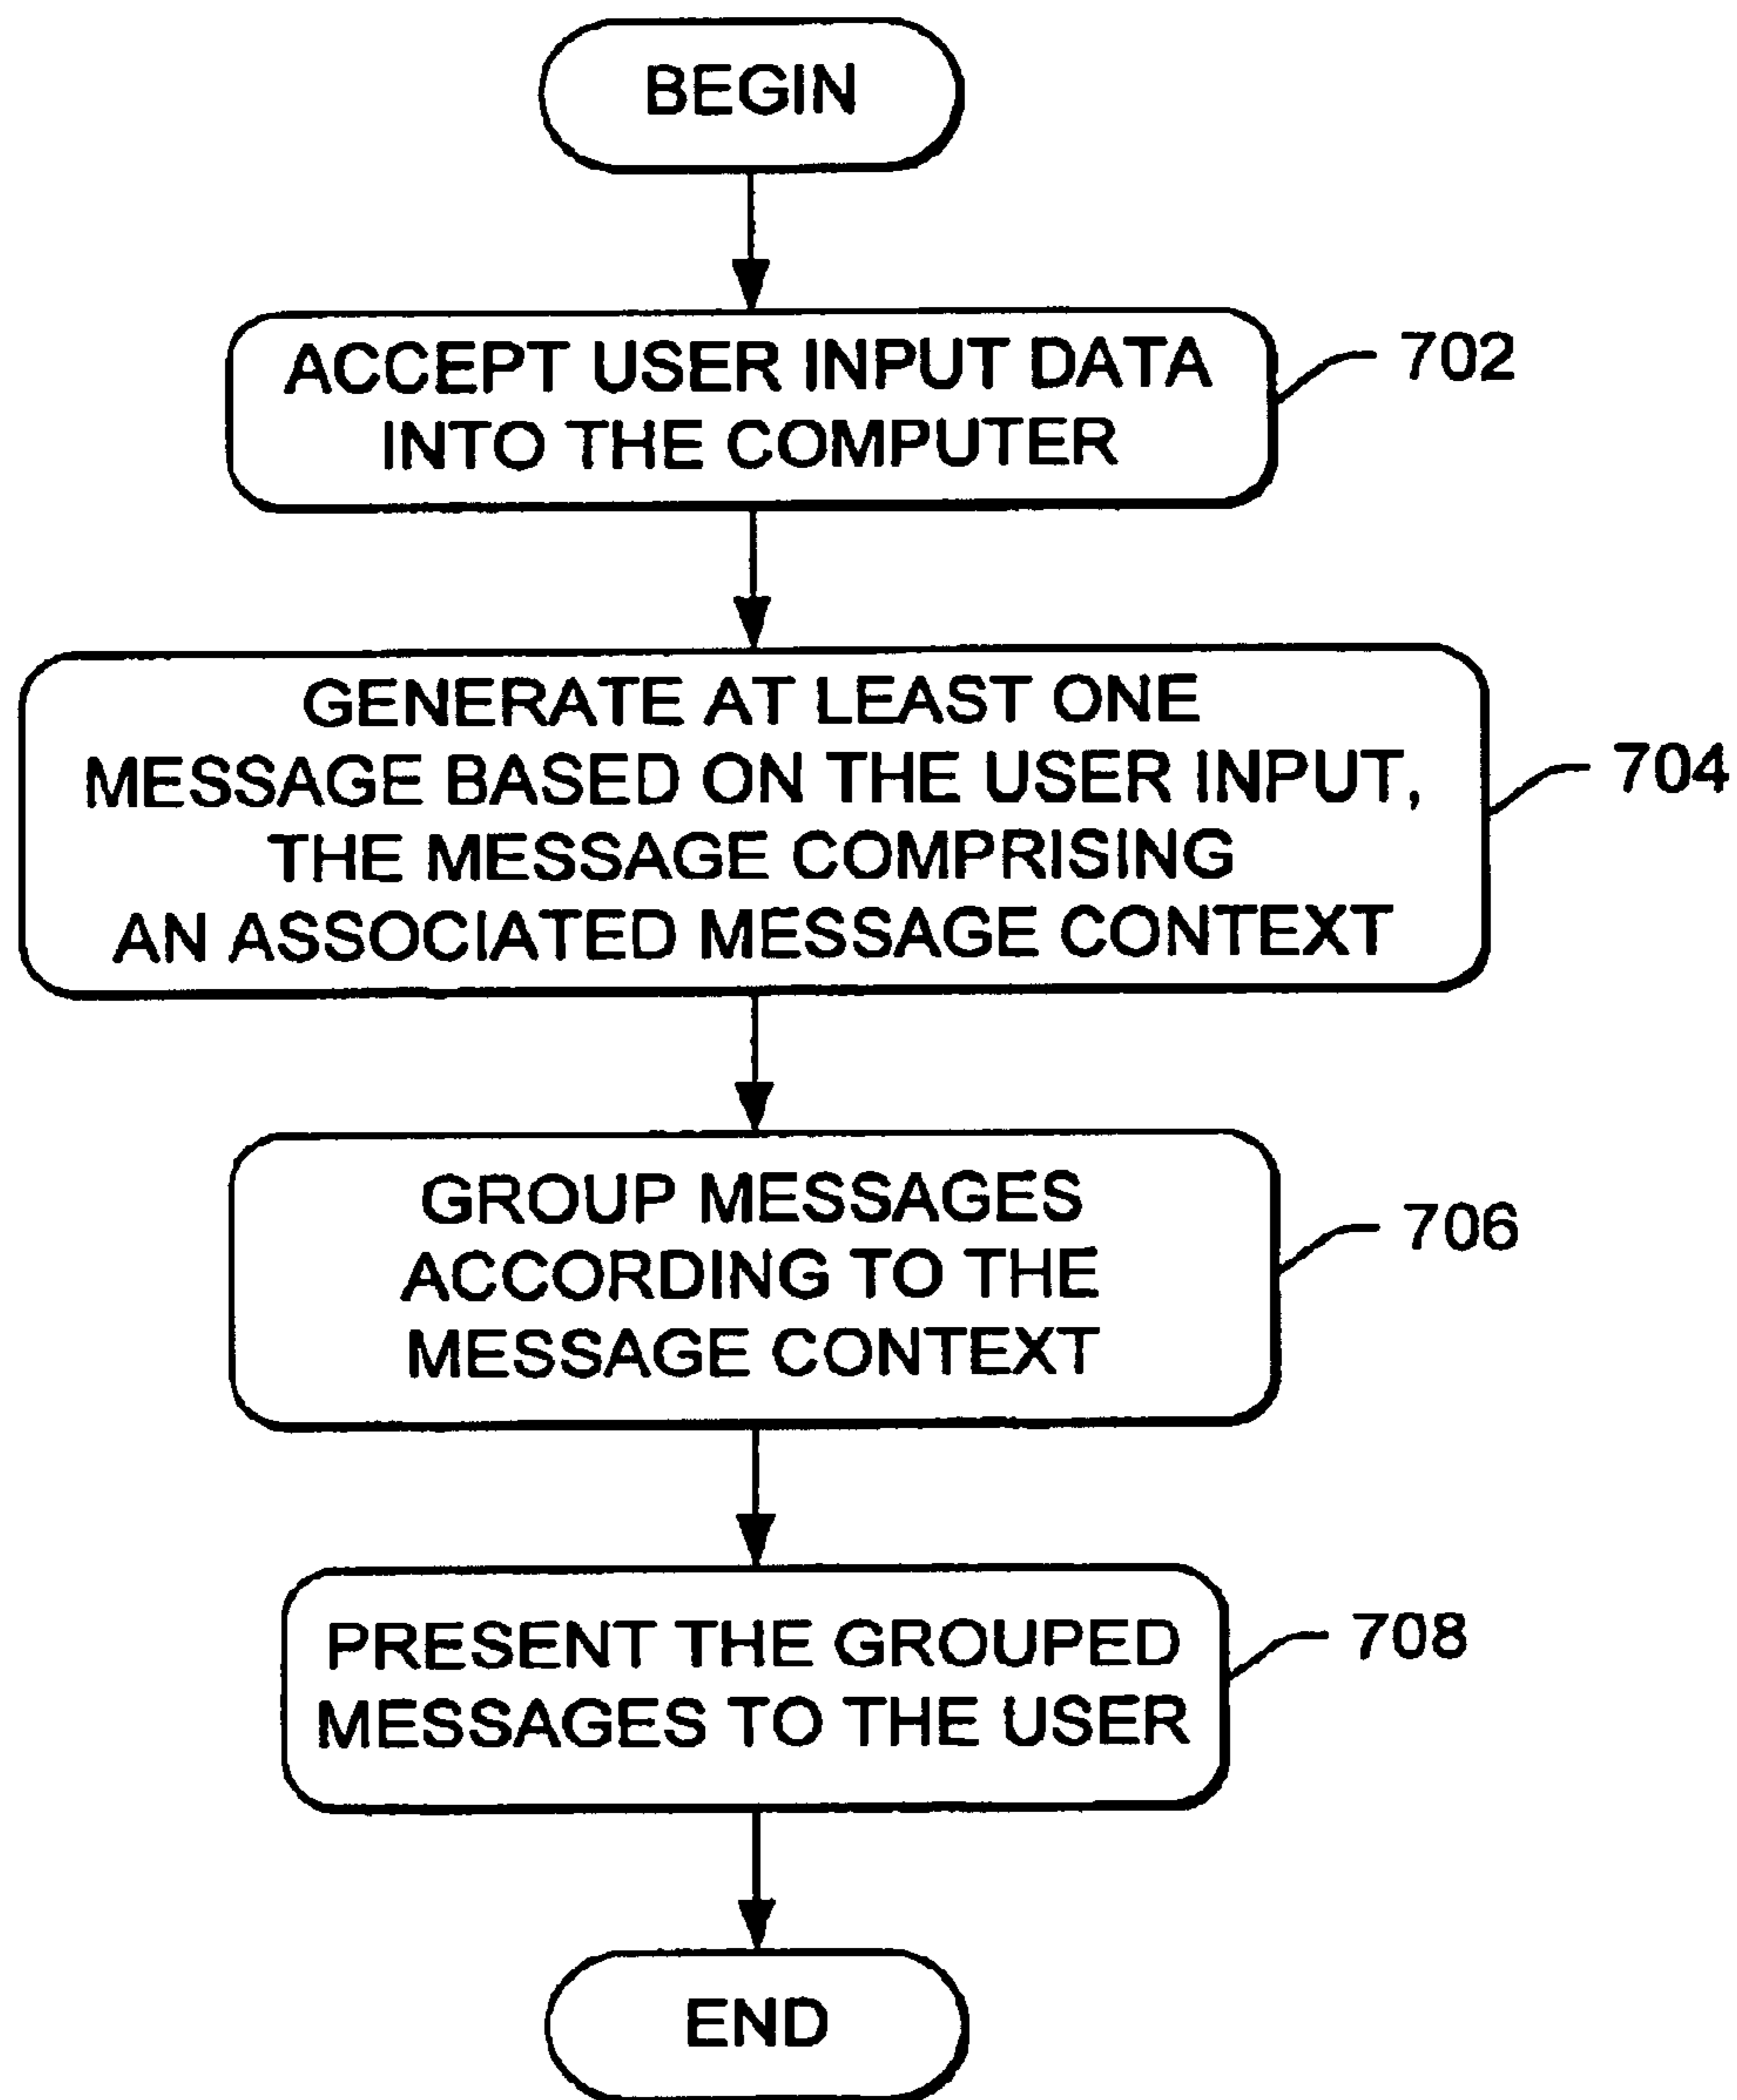 BEGIN
ACCEPT USER INPUT DATA
INTO THE COMPUTER
702
GENERATE AT LEAST ONE
MESSAGE BASED ON THE USER INPUT,
THE MESSAGE COMPRISING
AN ASSOCIATED MESSAGE CONTEXT
704
GROUP MESSAGES
ACCORDING TO THE
MESSAGE CONTEXT
706
PRESENT THE GROUPED
MESSAGES TO THE USER
708
END